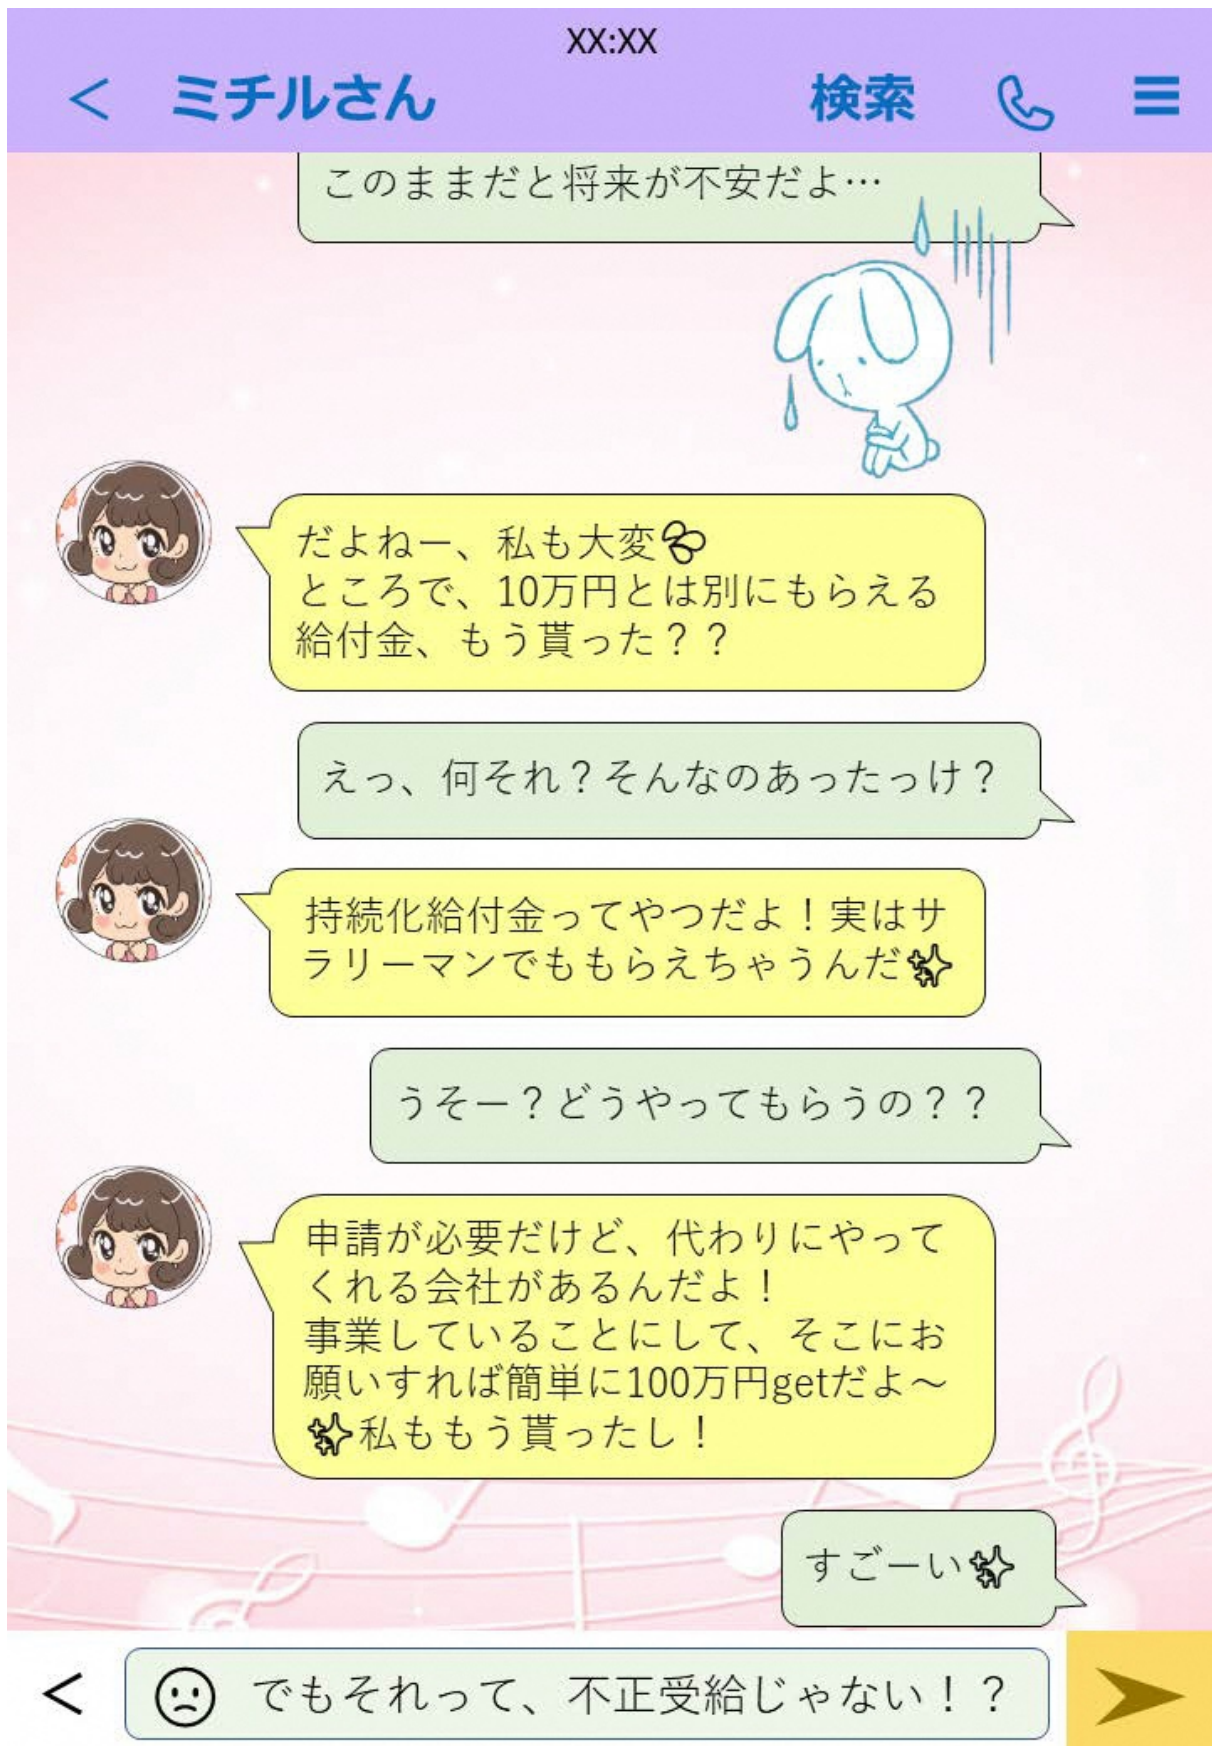 XX:XX
< ミチルさん 検索
このままだと将来が不安だよ…
だよねー、私も大変
ところで、10万円とは別にもらえる
給付金、もう貰った？？
えっ、何それ？そんなのあったっけ？
持続化給付金ってやつだよ！実はサ
ラリーマンでももらえちゃうんだ✨
うそー？どうやってもらうの？？
申請が必要だけど、代わりにやって
くれる会社があるんだよ！
事業していることにして、そこにお
願いすれば簡単に100万円getだよ～
✨私ももう貰ったし！
すごーい✨
< でもそれって、不正受給じゃない！？